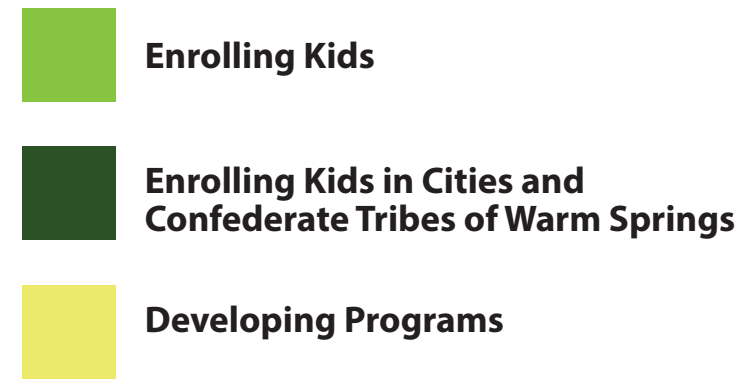 Enrolling Kids
Enrolling Kids in Cities and
Confederate Tribes of Warm Springs
Developing Programs